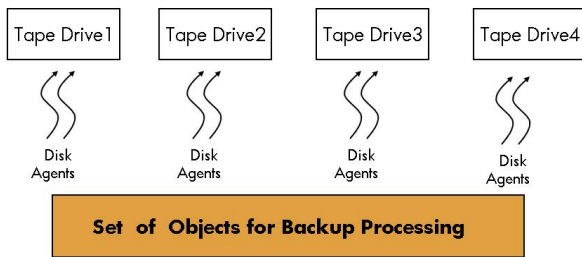 Tape Drive1
Tape Drive2
Tape Drive3
Tape Drive4
Disk
Agents
Disk
Agents
Disk
Agents
Disk
Agents
Set of Objects for Backup Processing